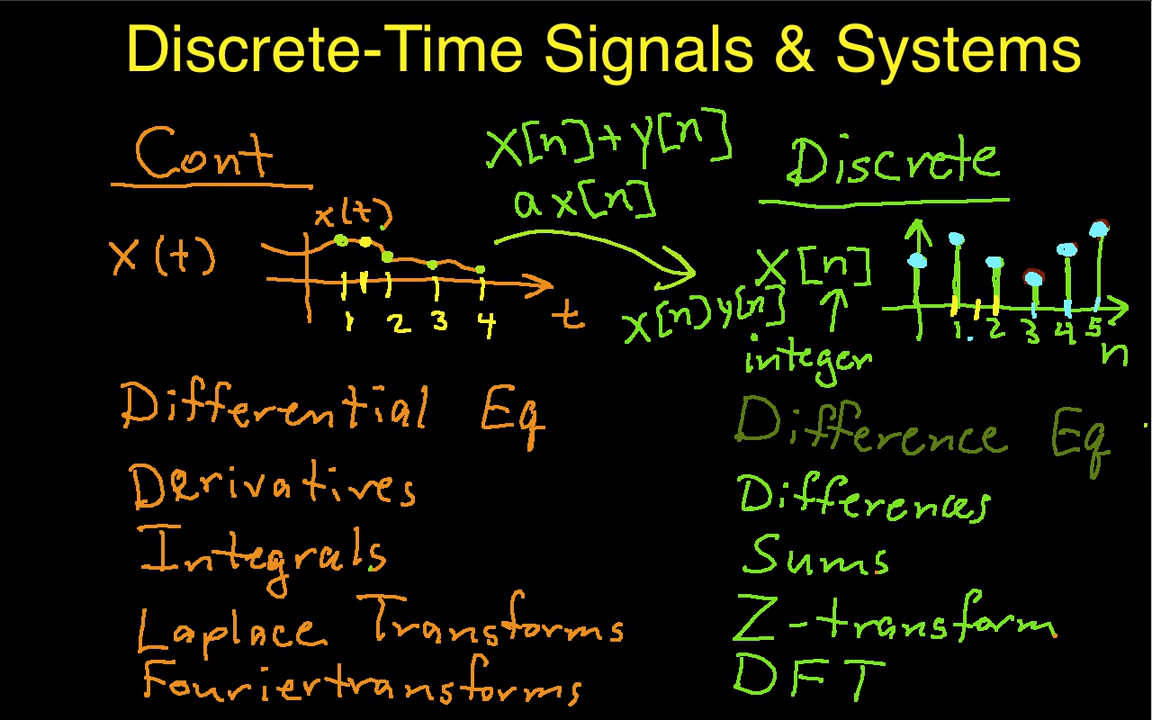 Discrete-Time Signals & Systems
Cont
x(t)
X(t)
1 2 3 4
t
X[n]+y[n]
ax[n]
x[n]y[n]
Discrete
X[n]
integer
1. 2 3 4 5
n
Differential Eq
Derivatives
Integrals
Laplace Transforms
Fouriertransforms
Difference Eq
Differences
Sums
Z-transform
DFT